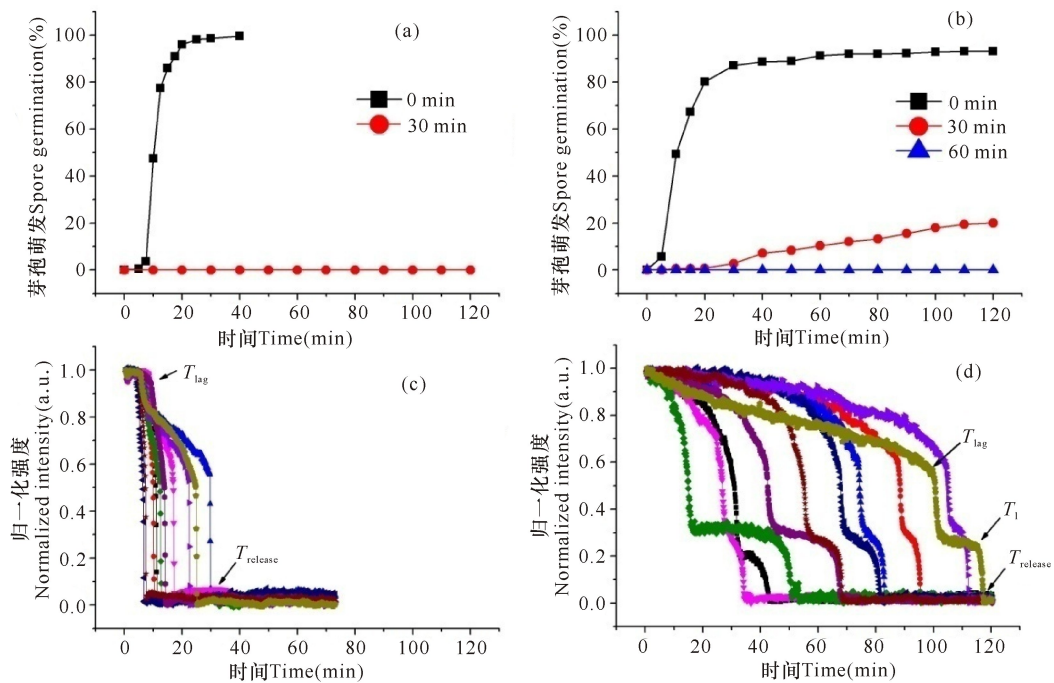 芽孢萌发Spore germination(%)
100
80
60
40
20
0
(a)
0 min
30 min
0
20
40
60
80
100
120
时间Time(min)
芽孢萌发Spore germination(%)
100
80
60
40
20
0
(b)
0 min
30 min
60 min
0
20
40
60
80
100
120
时间Time(min)
归一化强度
Normalized intensity(a.u.)
1.0
0.8
0.6
0.4
0.2
0.0
(c)
Tlag
Trelease
0
20
40
60
80
100
120
时间Time(min)
归一化强度
Normalized intensity(a.u.)
1.0
0.8
0.6
0.4
0.2
0.0
(d)
Tlag
T1
Trelease
0
20
40
60
80
100
120
时间Time(min)